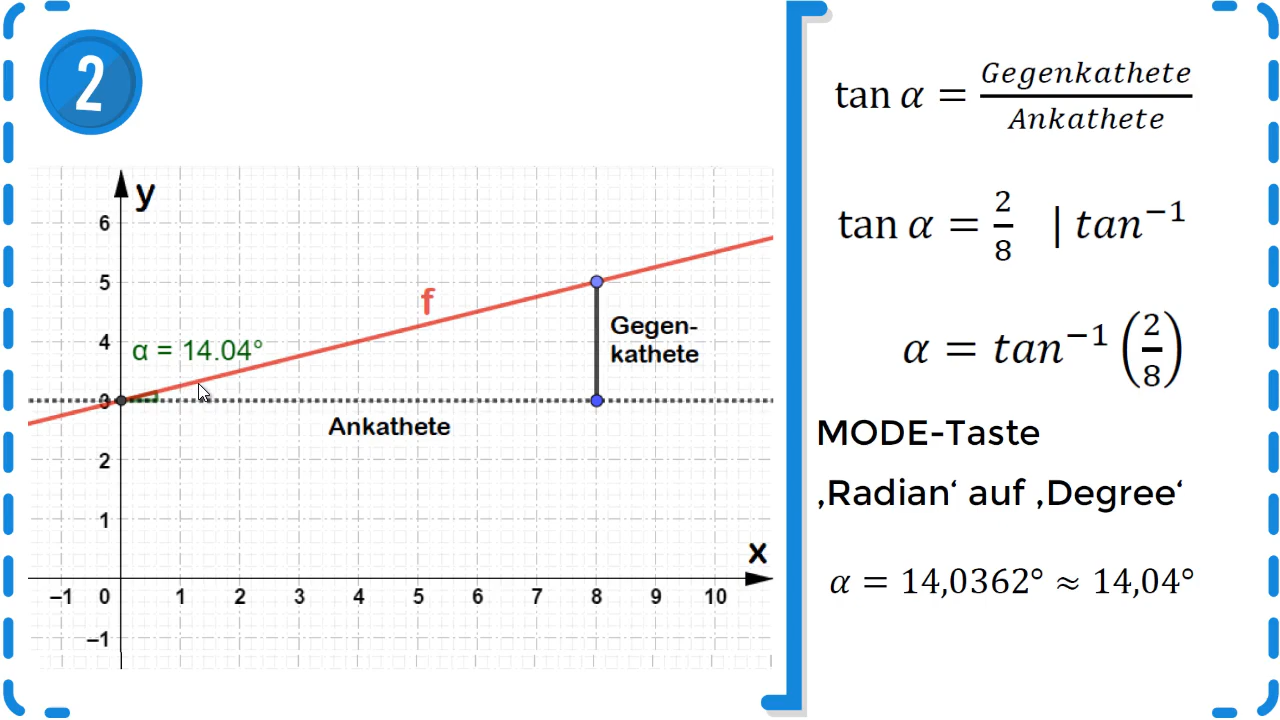 2
y
6
5
4
3
2
1
–1
–1 0 1 2 3 4 5 6 7 8 9 10
x
f
α = 14.04°
Gegen-
kathete
Ankathete
tan α = Gegenkathete/Ankathete
tan α = 2/8 | tan⁻¹
α = tan⁻¹ (2/8)
MODE-Taste
‚Radian‘ auf ‚Degree‘
α = 14,0362° ≈ 14,04°